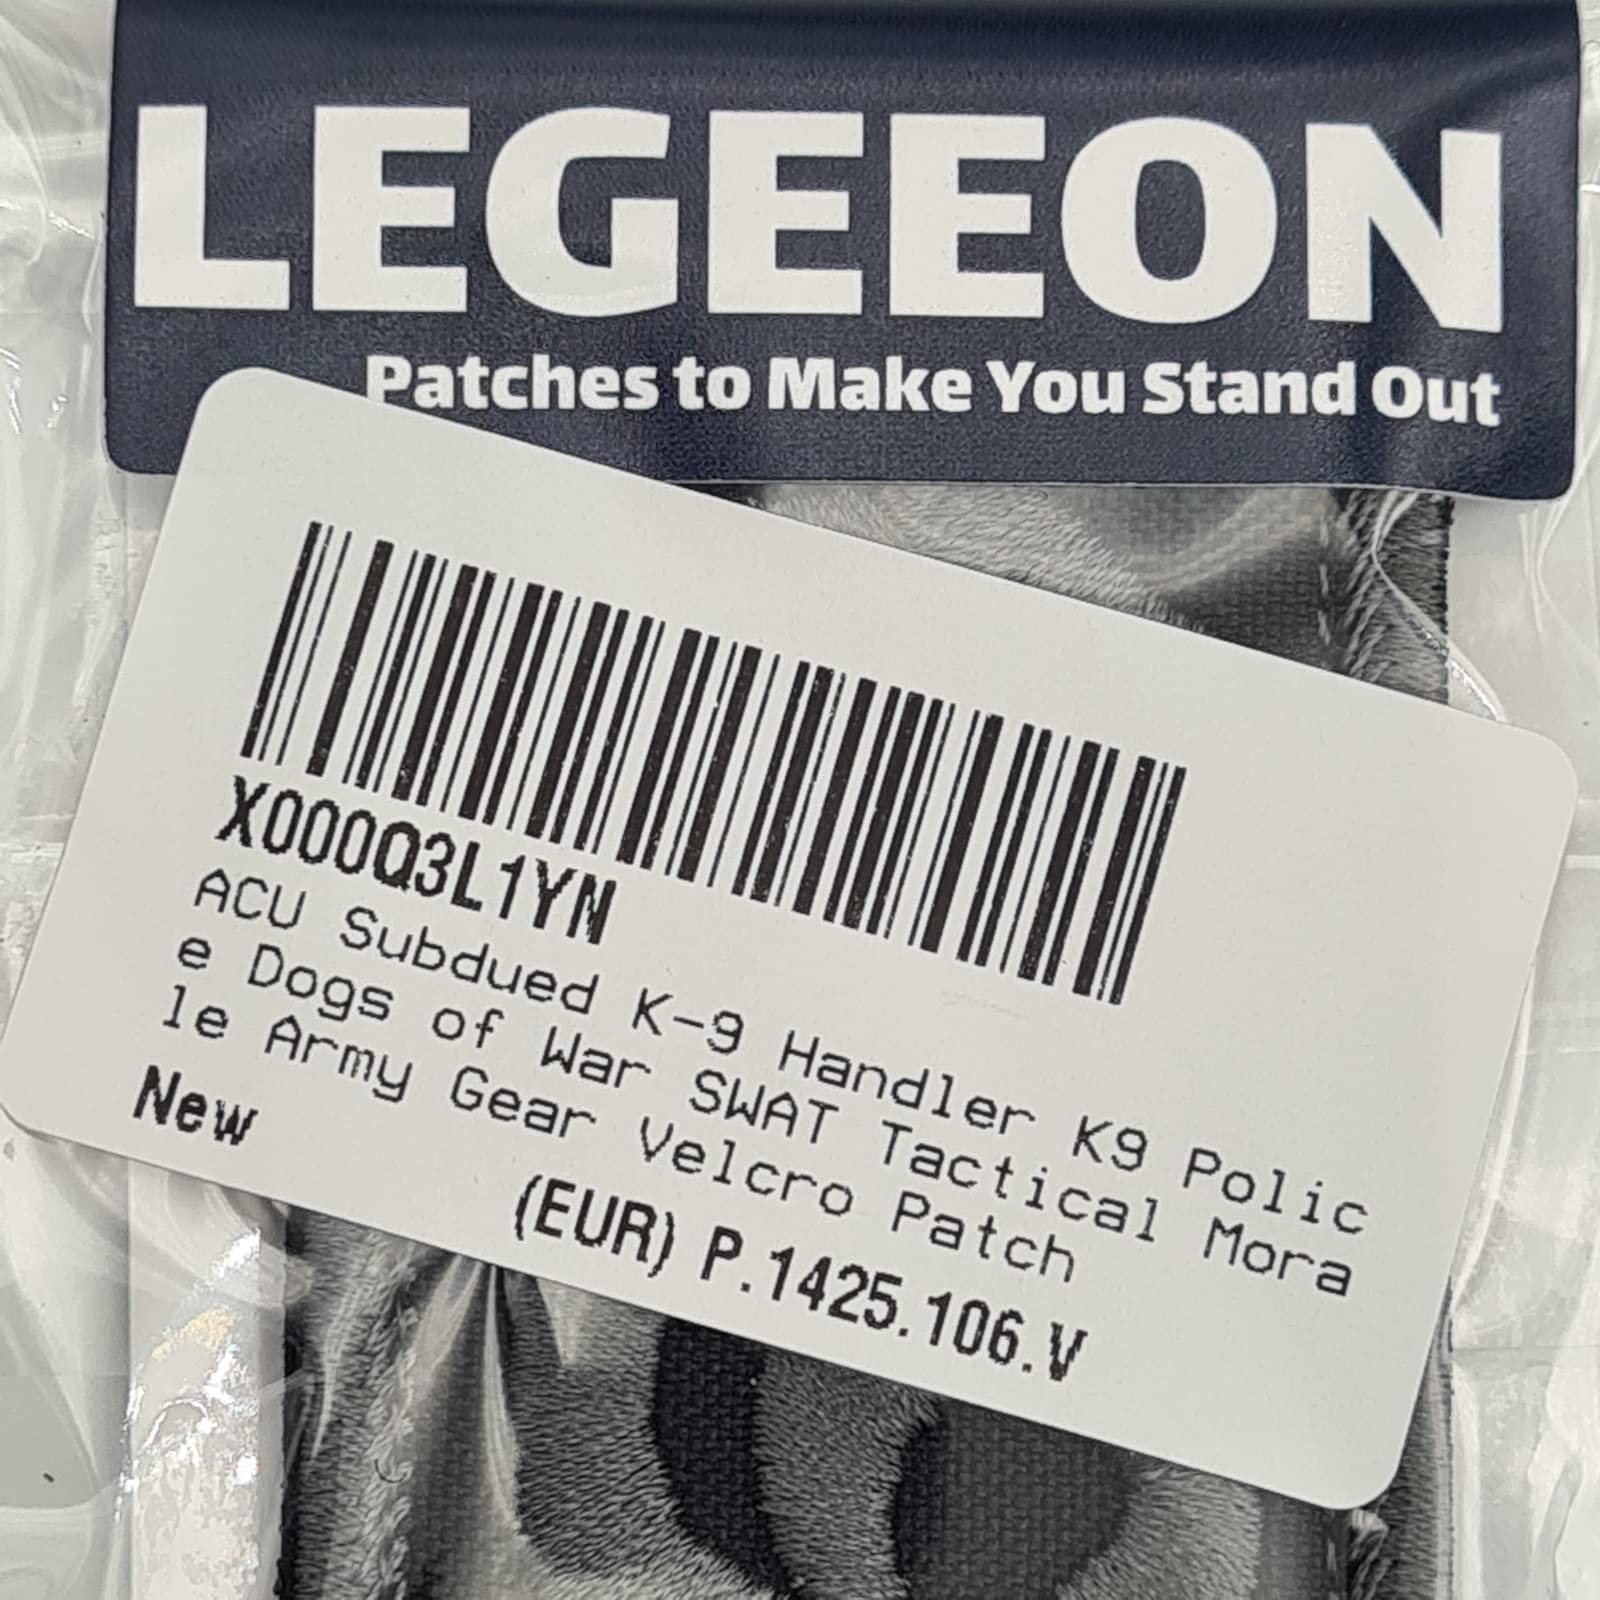 LEGEEON
Patches to Make You Stand Out
X000Q3L1YN
ACU Subdued K-9 Handler K9 Polic
e Dogs of War SWAT Tactical Mora
le Army Gear Velcro Patch
New
(EUR) P.1425.106.V